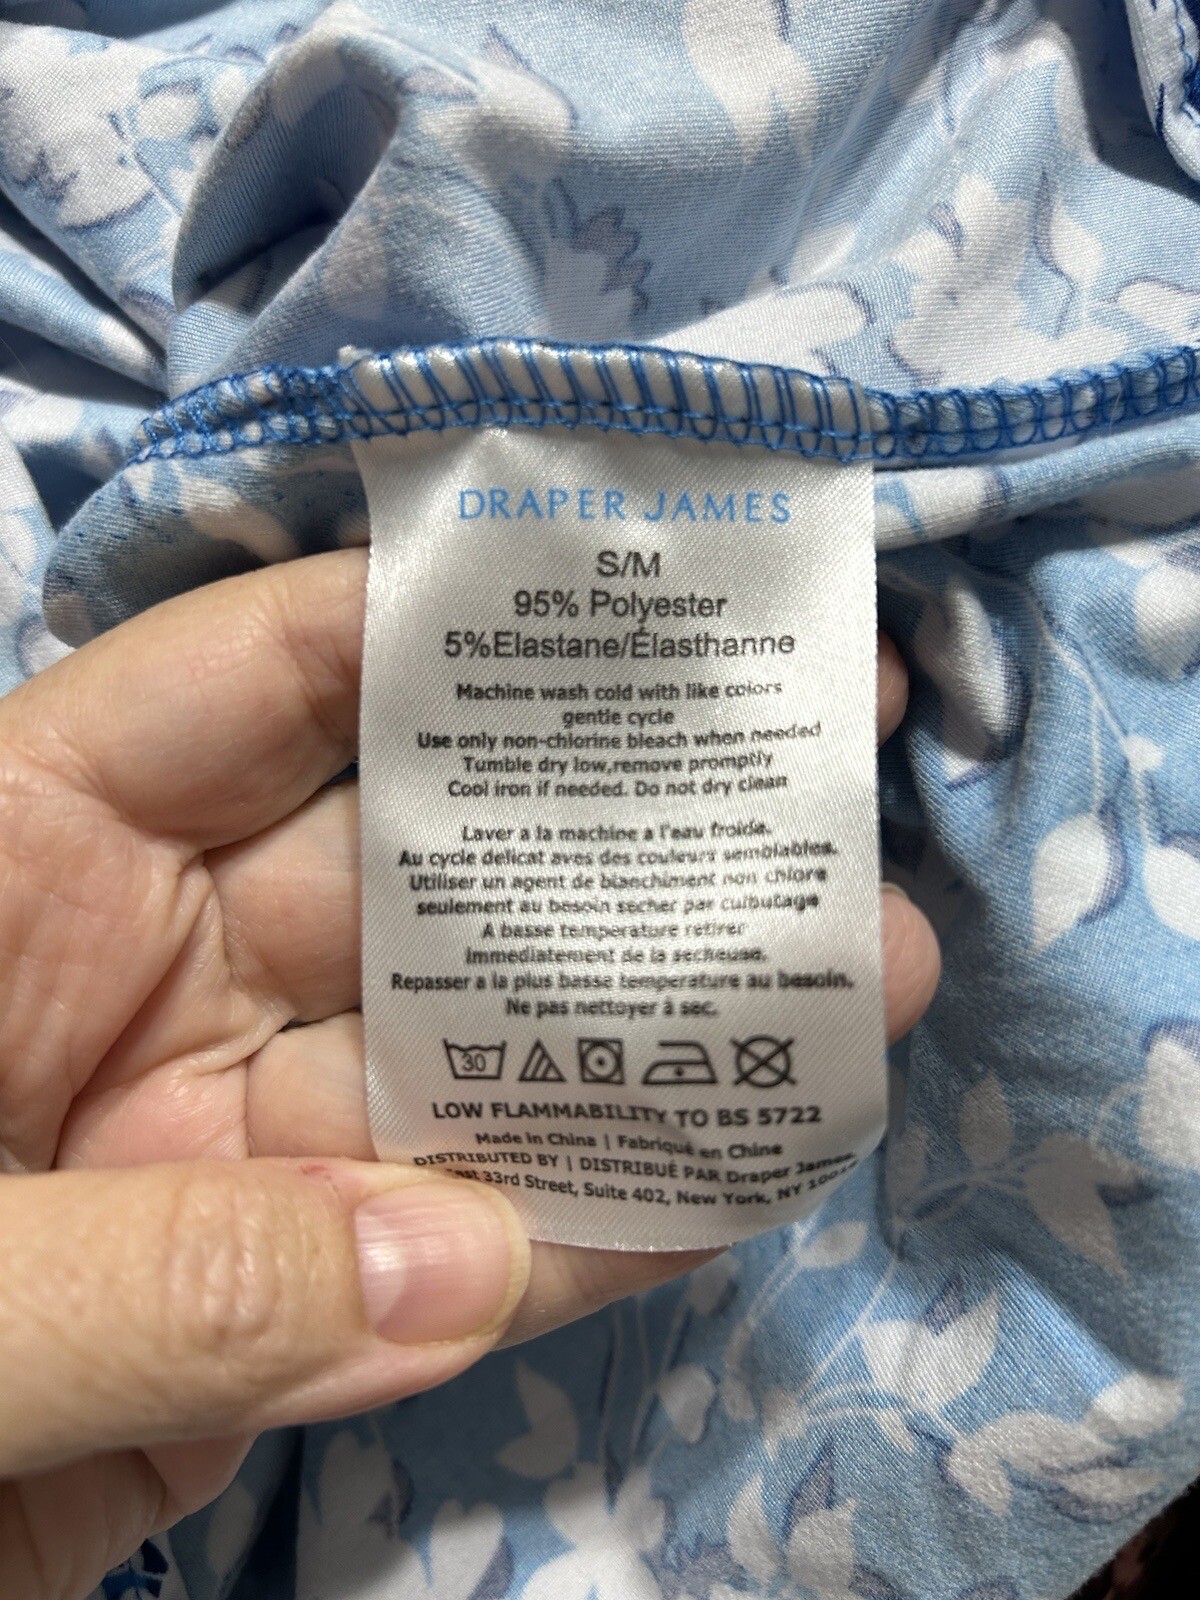 DRAPER JAMES
S/M
95% Polyester
5%Elastane/Élasthanne
Machine wash cold with like colors
gentle cycle
Use only non-chlorine bleach when needed
Tumble dry low,remove promptly
Cool iron if needed. Do not dry clean
Laver a la machine a l'eau froide.
Au cycle delicat aves des couleurs semblables.
Utiliser un agent de blanchiment non chlore
seulement au besoin secher par culbutage
A basse temperature retirer
immediatement de la secheuse.
Repasser a la plus basse temperature au besoin.
Ne pas nettoyer à sec.
30
LOW FLAMMABILITY TO BS 5722
Made in China | Fabriqué en Chine
DISTRIBUTED BY | DISTRIBUÉ PAR Draper James.
33rd Street, Suite 402, New York, NY